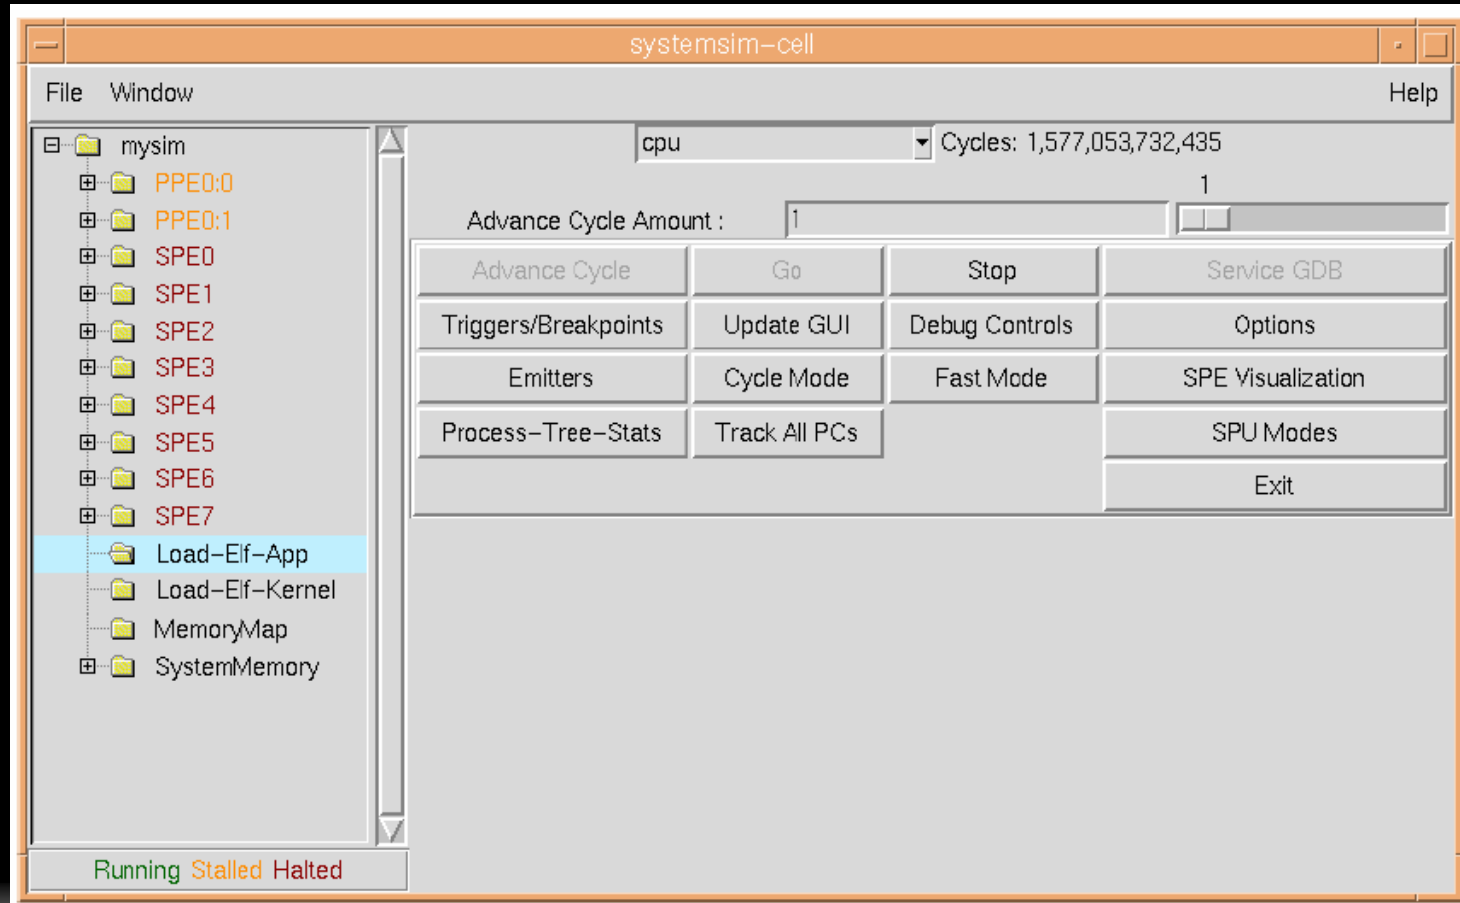 systemsim-cell
File Window Help
mysim
PPE0:0
PPE0:1
SPE0
SPE1
SPE2
SPE3
SPE4
SPE5
SPE6
SPE7
Load-Elf-App
Load-Elf-Kernel
MemoryMap
SystemMemory
Running Stalled Halted
cpu Cycles: 1,577,053,732,435
1
Advance Cycle Amount : 1
Advance Cycle Go Stop Service GDB
Triggers/Breakpoints Update GUI Debug Controls Options
Emitters Cycle Mode Fast Mode SPE Visualization
Process-Tree-Stats Track All PCs SPU Modes
Exit